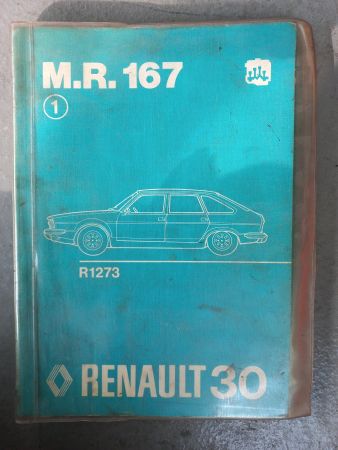 M.R. 167
1
R1273
RENAULT 30